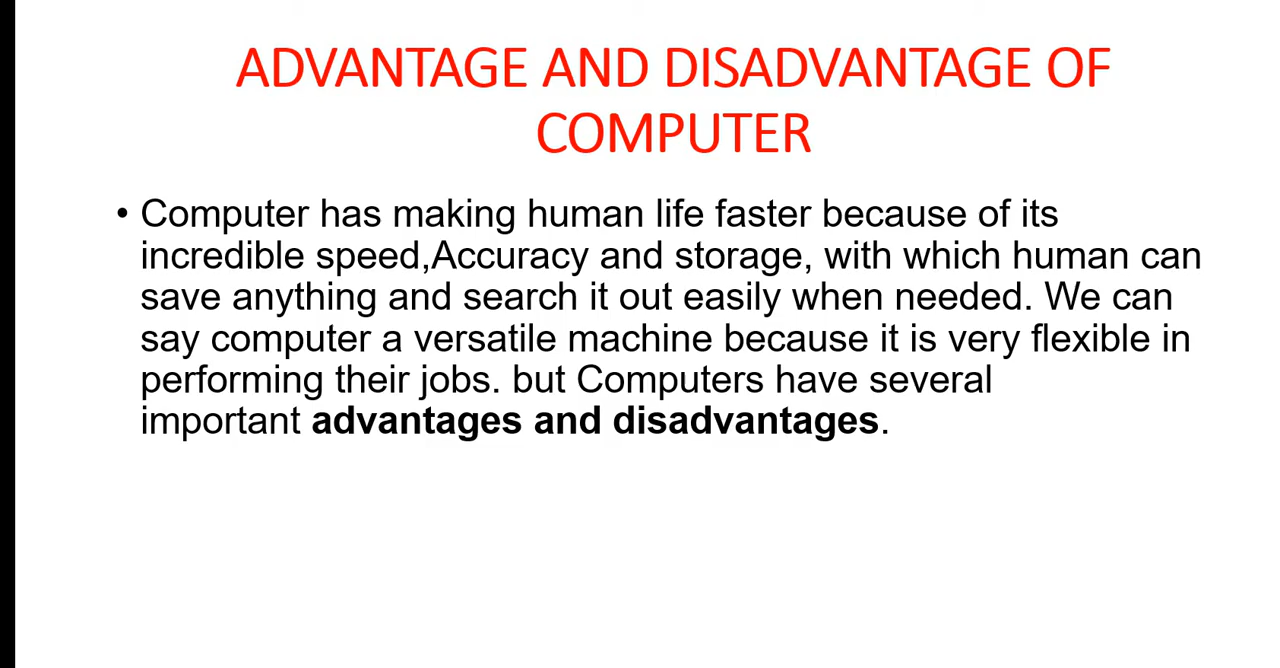 ADVANTAGE AND DISADVANTAGE OF
COMPUTER
• Computer has making human life faster because of its
incredible speed,Accuracy and storage, with which human can
save anything and search it out easily when needed. We can
say computer a versatile machine because it is very flexible in
performing their jobs. but Computers have several
important advantages and disadvantages.